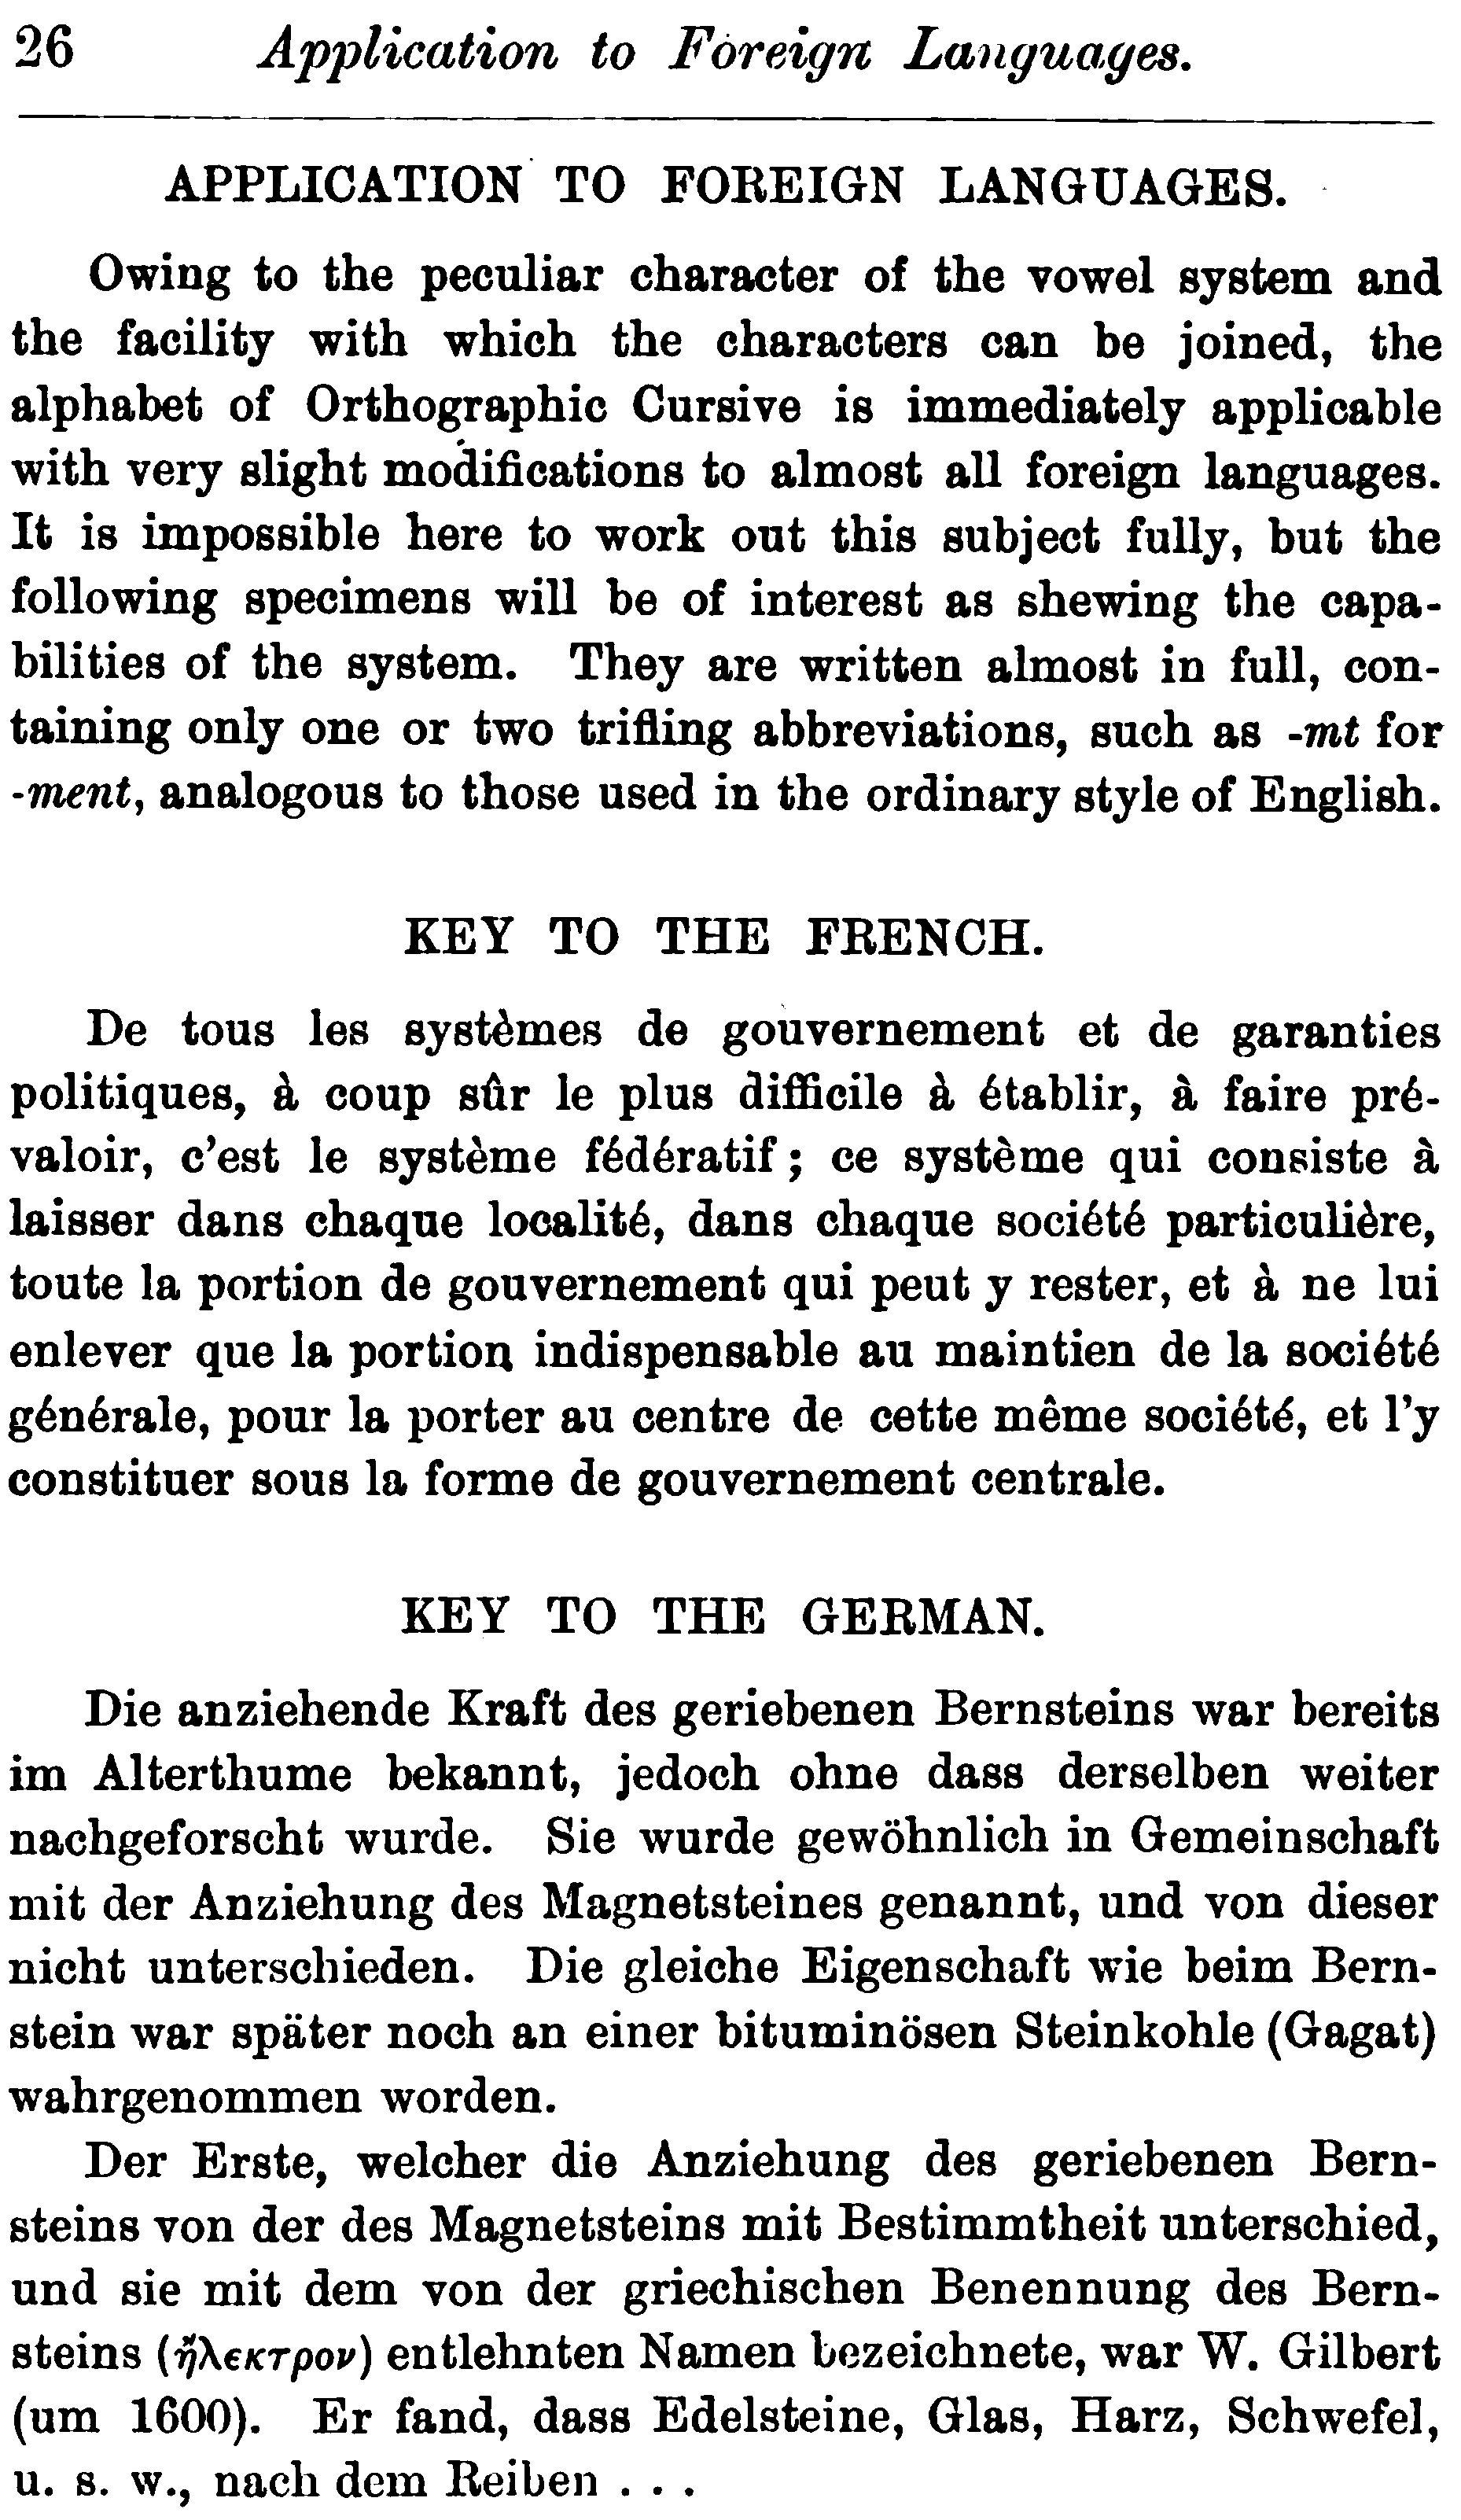 26 Application to Foreign Languages.
APPLICATION TO FOREIGN LANGUAGES.
Owing to the peculiar character of the vowel system and
the facility with which the characters can be joined, the
alphabet of Orthographic Cursive is immediately applicable
with very slight modifications to almost all foreign languages.
It is impossible here to work out this subject fully, but the
following specimens will be of interest as shewing the capa-
bilities of the system. They are written almost in full, con-
taining only one or two trifling abbreviations, such as -mt for
-ment, analogous to those used in the ordinary style of English.
KEY TO THE FRENCH.
De tous les systèmes de gouvernement et de garanties
politiques, à coup sûr le plus difficile à établir, à faire pré-
valoir, c'est le système fédératif; ce système qui consiste à
laisser dans chaque localité, dans chaque société particulière,
toute la portion de gouvernement qui peut y rester, et à ne lui
enlever que la portion indispensable au maintien de la société
générale, pour la porter au centre de cette même société, et l'y
constituer sous la forme de gouvernement centrale.
KEY TO THE GERMAN.
Die anziehende Kraft des geriebenen Bernsteins war bereits
im Alterthume bekannt, jedoch ohne dass derselben weiter
nachgeforscht wurde. Sie wurde gewöhnlich in Gemeinschaft
mit der Anziehung des Magnetsteines genannt, und von dieser
nicht unterschieden. Die gleiche Eigenschaft wie beim Bern-
stein war später noch an einer bituminösen Steinkohle (Gagat)
wahrgenommen worden.
Der Erste, welcher die Anziehung des geriebenen Bern-
steins von der des Magnetsteins mit Bestimmtheit unterschied,
und sie mit dem von der griechischen Benennung des Bern-
steins (ἤλεκτρον) entlehnten Namen bezeichnete, war W. Gilbert
(um 1600). Er fand, dass Edelsteine, Glas, Harz, Schwefel,
u. s. w., nach dem Reiben . . .